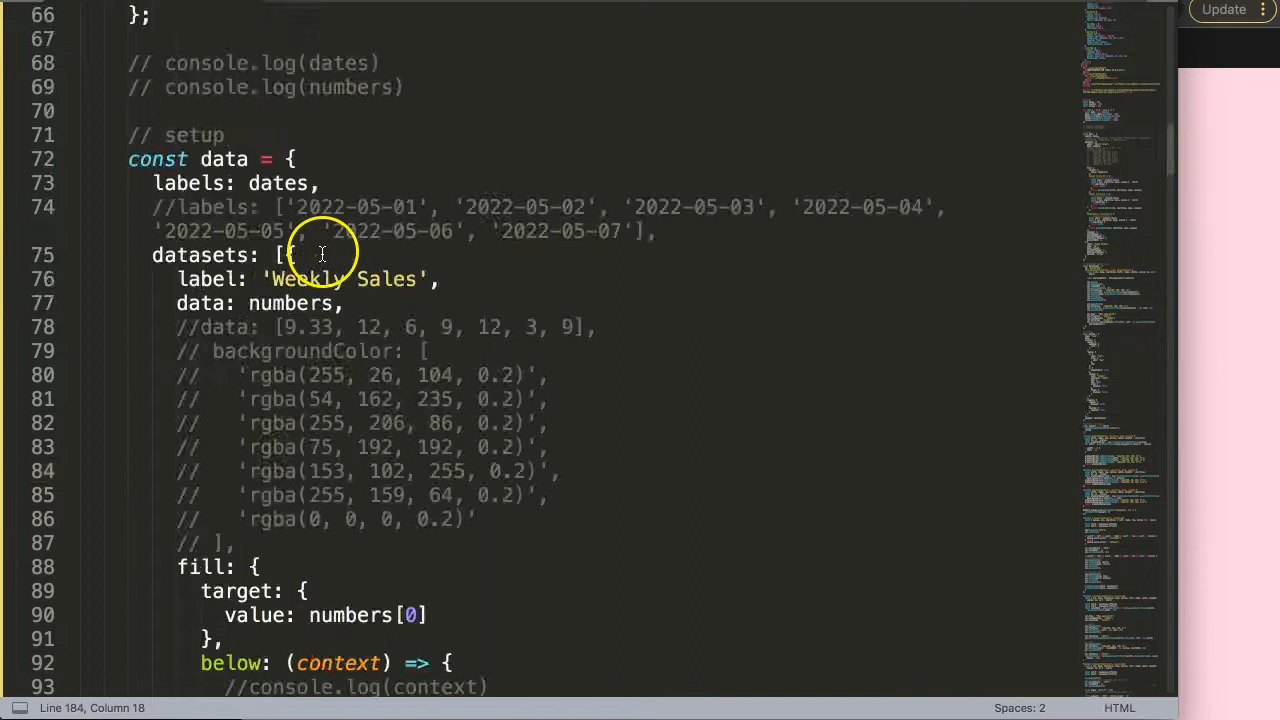 Update
66 };
67
68 // console.log(dates)
69 // console.log(numbers)
70
71 // setup
72 const data = {
73 labels: dates,
74 //labels: ['2022-05-01', '2022-05-02', '2022-05-03', '2022-05-04',
'2022-05-05', '2022-05-06', '2022-05-07'],
75 datasets: [{
76 label: 'Weekly Sales',
77 data: numbers,
78 //data: [9.35, 12, 6, 9, 12, 3, 9],
79 // backgroundColor: [
80 // 'rgba(255, 26, 104, 0.2)',
81 // 'rgba(54, 162, 235, 0.2)',
82 // 'rgba(255, 206, 86, 0.2)',
83 // 'rgba(75, 192, 192, 0.2)',
84 // 'rgba(153, 102, 255, 0.2)',
85 // 'rgba(255, 159, 64, 0.2)',
86 // 'rgba(0, 0, 0, 0.2)'
87 // ],
88 fill: {
89 target: {
90 value: numbers[0]
91 },
92 below: (context) => {
93
Line 184, Column 18
Spaces: 2
HTML